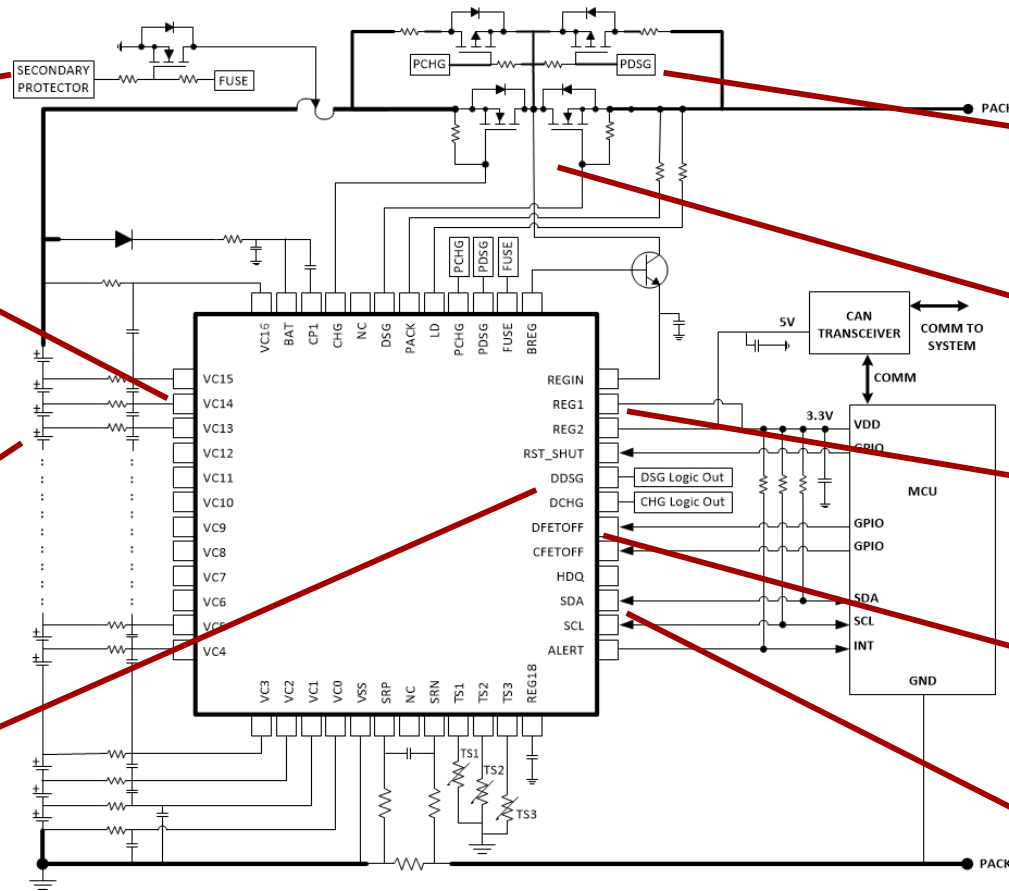 SECONDARY
PROTECTOR
FUSE
PCHG
PDSG
PACK
PCHG
PDSG
FUSE
VC16
BAT
CP1
CHG
NC
DSG
PACK
LD
PCHG
PDSG
FUSE
BREG
5V
CAN
TRANSCEIVER
COMM TO
SYSTEM
COMM
VC15
VC14
VC13
VC12
VC11
VC10
VC9
VC8
VC7
VC6
VC5
VC4
REGIN
REG1
REG2
RST_SHUT
DDSG
DCHG
DFETOFF
CFETOFF
HDQ
SDA
SCL
ALERT
DSG Logic Out
CHG Logic Out
3.3V
VDD
GPIO
MCU
GPIO
GPIO
SDA
SCL
INT
GND
VC3
VC2
VC1
VC0
VSS
SRP
NC
SRN
TS1
TS2
TS3
REG18
TS1
TS2
TS3
PACK